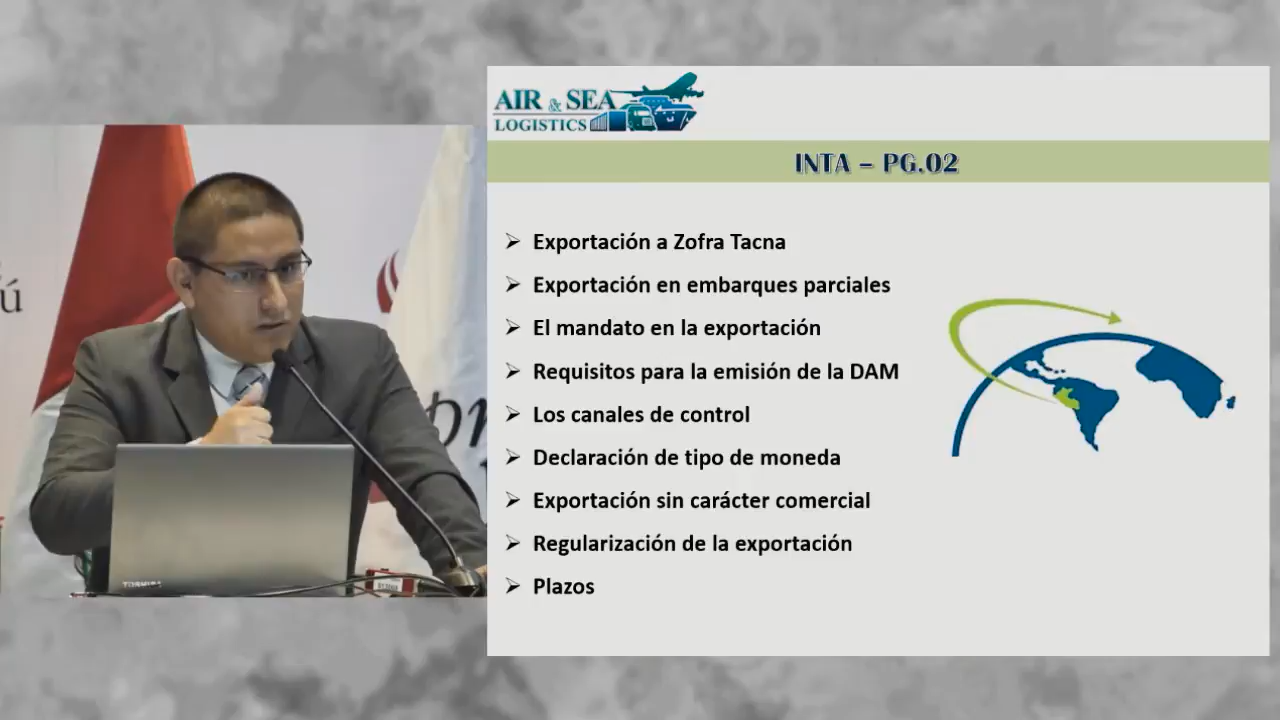 AIR & SEA
LOGISTICS
INTA – PG.02
Exportación a Zofra Tacna
Exportación en embarques parciales
El mandato en la exportación
Requisitos para la emisión de la DAM
Los canales de control
Declaración de tipo de moneda
Exportación sin carácter comercial
Regularización de la exportación
Plazos
ú
TOSHIBA